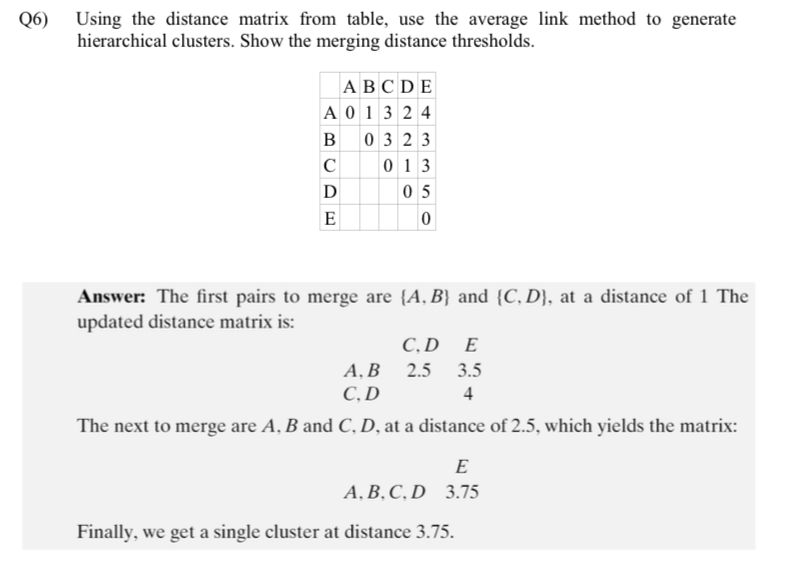 Q6) Using the distance matrix from table, use the average link method to generate
hierarchical clusters. Show the merging distance thresholds.
A B C D E
A 0 1 3 2 4
B 0 3 2 3
C 0 1 3
D 0 5
E 0
Answer: The first pairs to merge are {A, B} and {C, D}, at a distance of 1 The
updated distance matrix is:
C, D E
A, B 2.5 3.5
C, D 4
The next to merge are A, B and C, D, at a distance of 2.5, which yields the matrix:
E
A, B, C, D 3.75
Finally, we get a single cluster at distance 3.75.